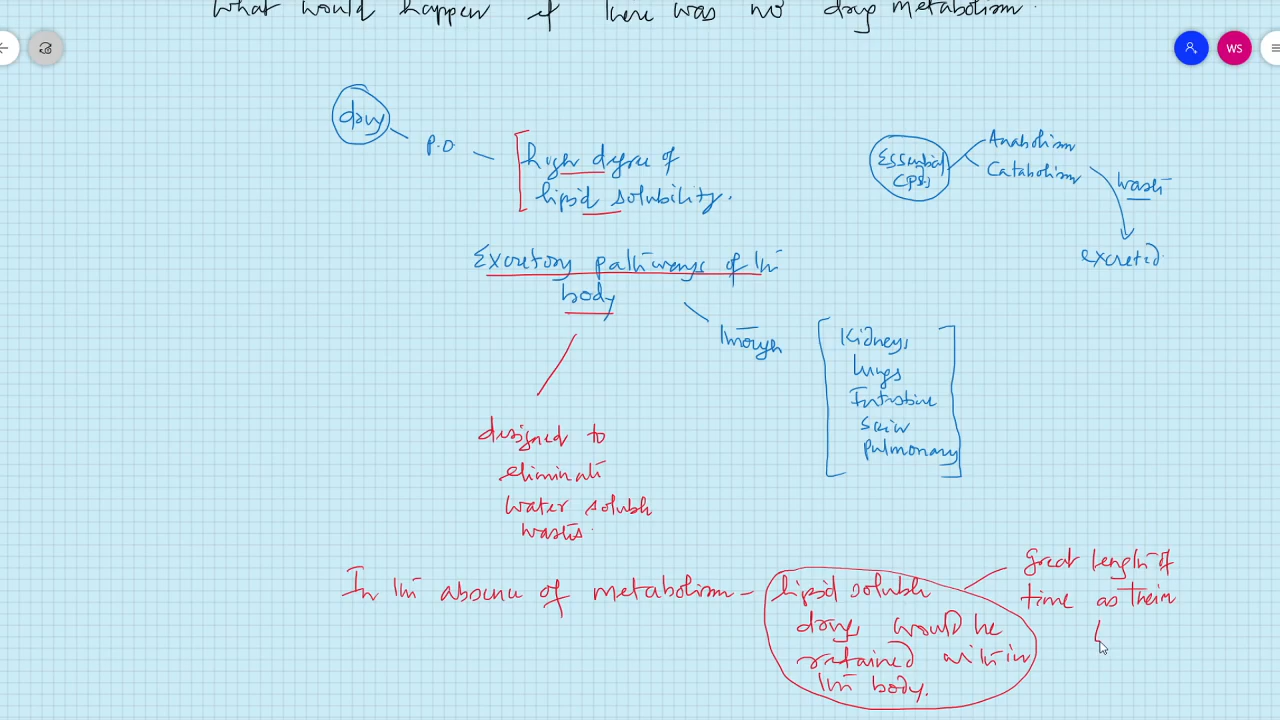 What would happen if there was no drug metabolism.
WS
drug
P.O
high degree of
lipid solubility.
Essential
CPDs
Anabolism
Catabolism
waste
excreted.
Excretory pathways of the
body
through
Kidneys
Lungs
Intestine
Skin
Pulmonary
designed to
eliminate
water soluble
wastes.
In the absence of metabolism - lipid soluble
drugs would be
retained within
the body.
Great length of
time as their